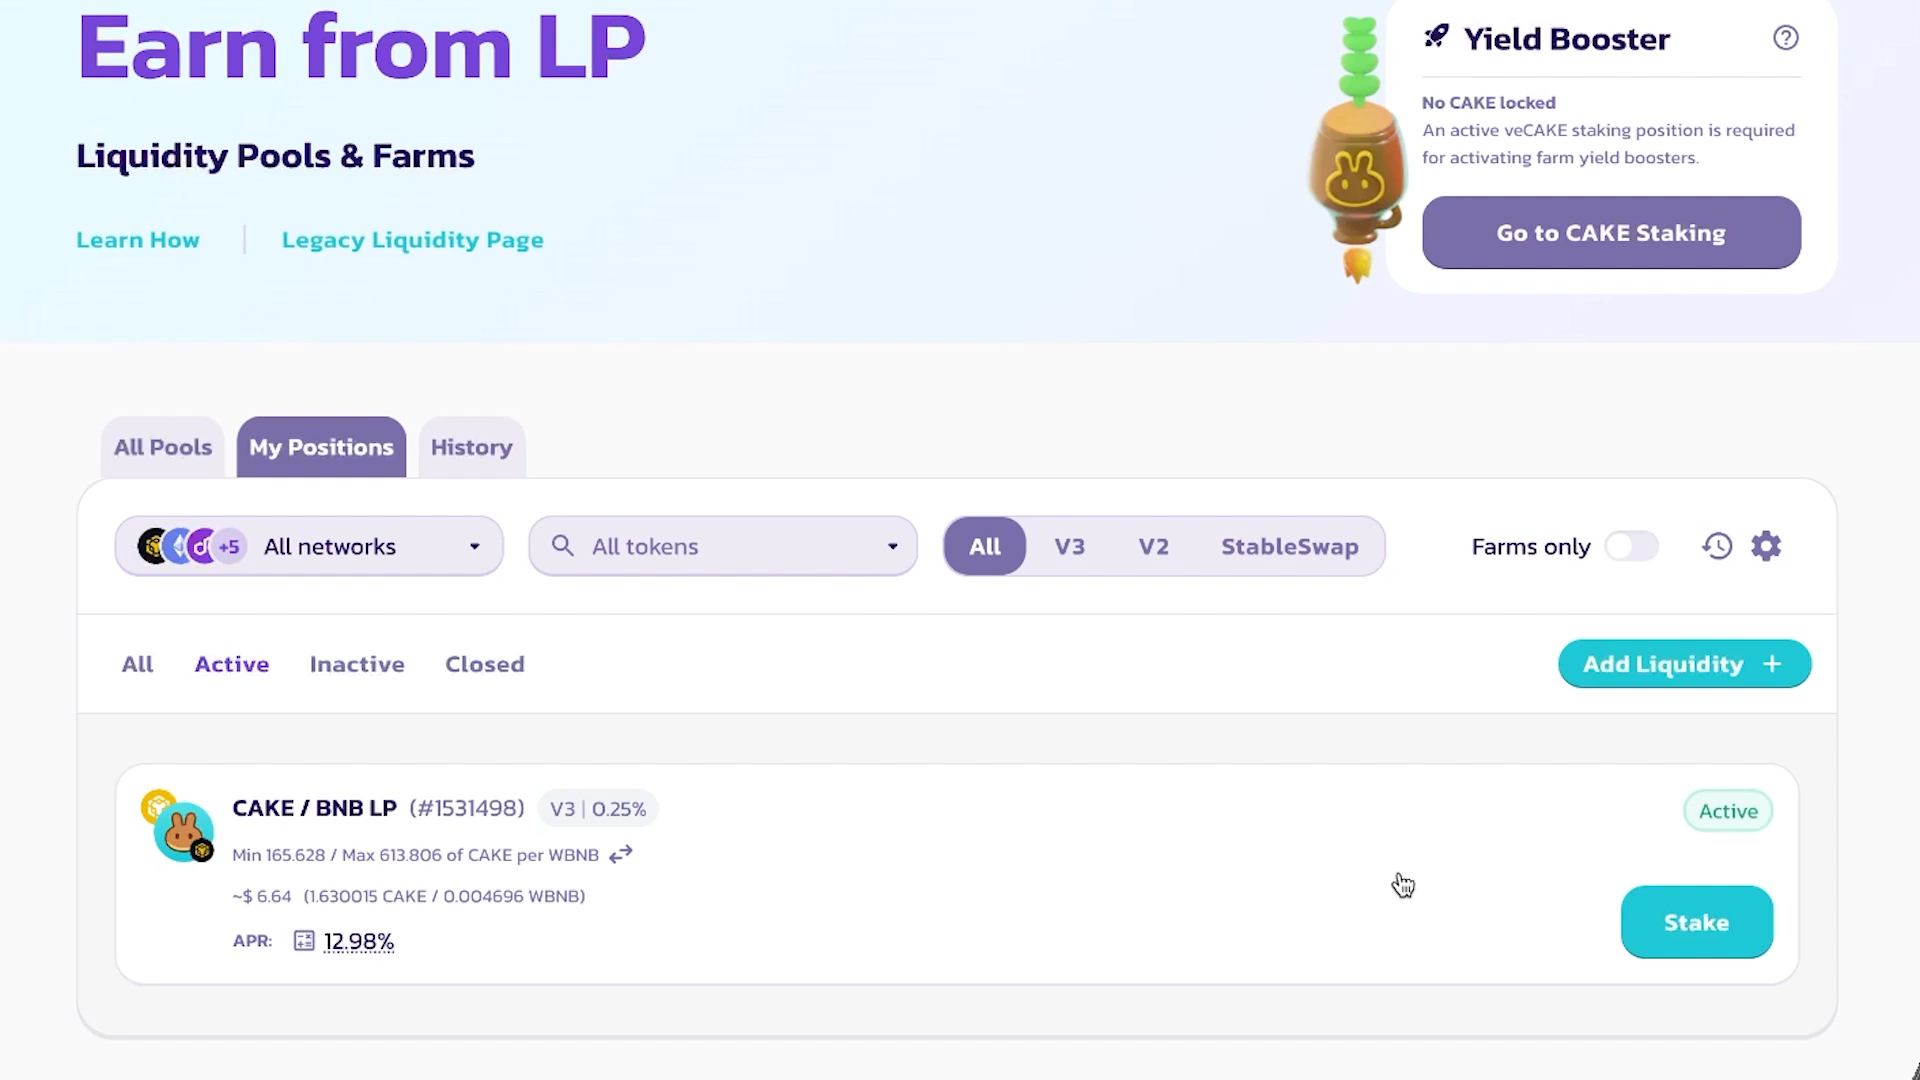 Earn from LP
Liquidity Pools & Farms
Learn How
Legacy Liquidity Page
Yield Booster
No CAKE locked
An active veCAKE staking position is required
for activating farm yield boosters.
Go to CAKE Staking
All Pools
My Positions
History
+5 All networks
All tokens
All V3 V2 StableSwap
Farms only
All Active Inactive Closed
Add Liquidity +
CAKE / BNB LP (#1531498) V3 | 0.25%
Active
Min 165.628 / Max 613.806 of CAKE per WBNB
~$ 6.64 (1.630015 CAKE / 0.004696 WBNB)
APR: 12.98%
Stake